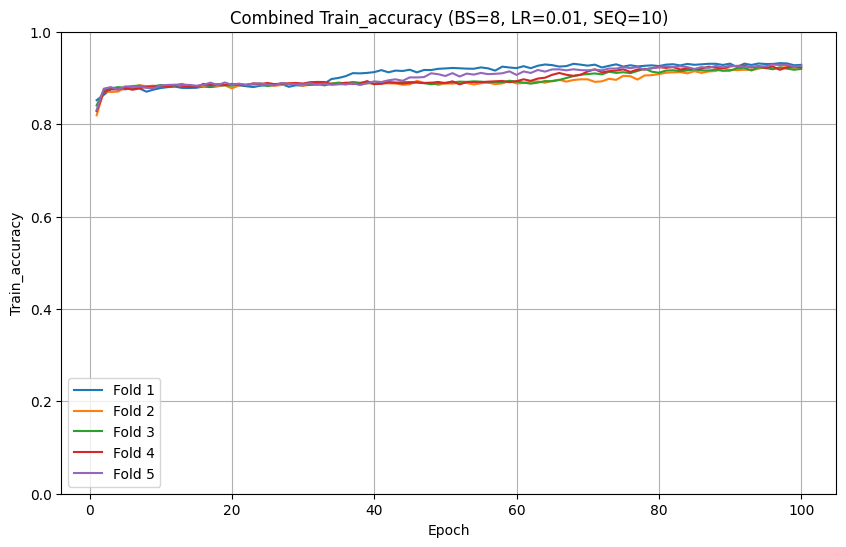 Combined Train_accuracy (BS=8, LR=0.01, SEQ=10)
Train_accuracy
1.0
0.8
0.6
0.4
0.2
0.0
Fold 1
Fold 2
Fold 3
Fold 4
Fold 5
0
20
40
60
80
100
Epoch